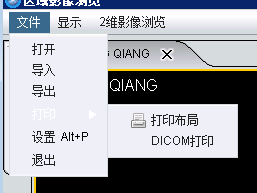 区域影像浏览
文件 显示 2维影像浏览
QIANG
QIANG
打开
导入
导出
打印
设置 Alt+P
退出
打印布局
DICOM打印